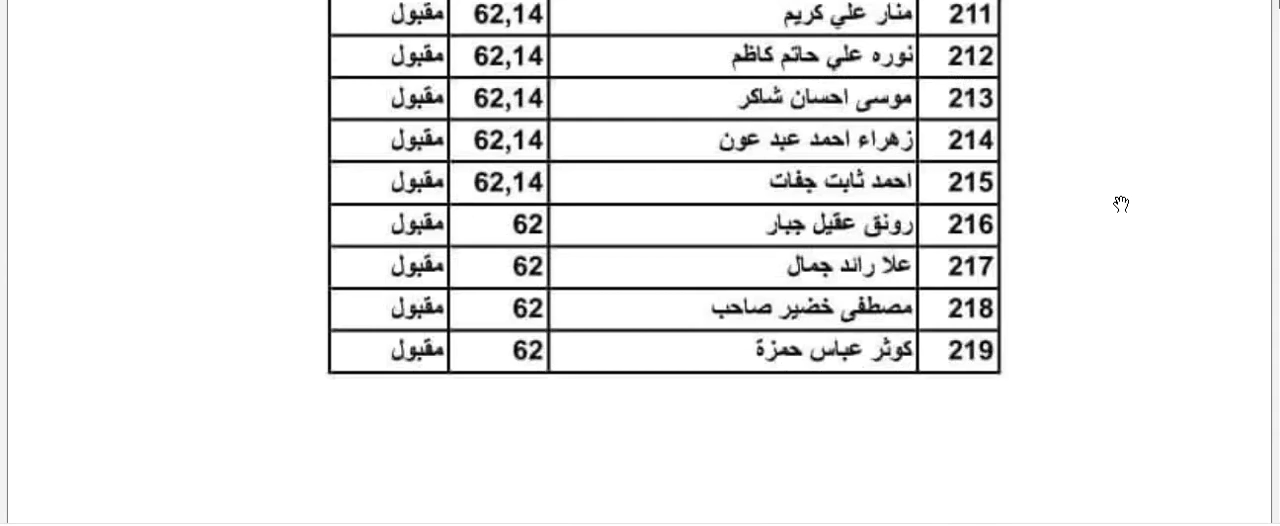 211 منار علي كريم 62,14 مقبول
212 نوره علي حاتم كاظم 62,14 مقبول
213 موسى احسان شاكر 62,14 مقبول
214 زهراء احمد عبد عون 62,14 مقبول
215 احمد ثابت جفات 62,14 مقبول
216 رونق عقيل جبار 62 مقبول
217 علا رائد جمال 62 مقبول
218 مصطفى خضير صاحب 62 مقبول
219 كوثر عباس حمزة 62 مقبول